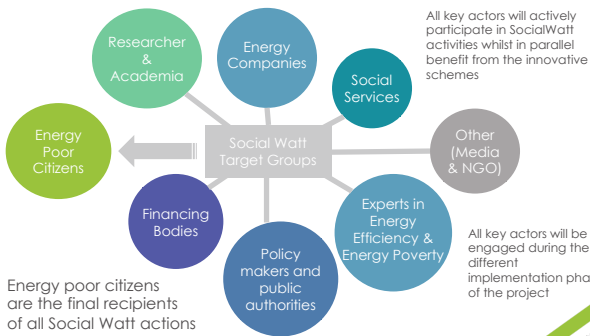 Researcher
&
Academia
Energy
Companies
Social
Services
All key actors will actively
participate in SocialWatt
activities whilst in parallel
benefit from the innovative
schemes
Energy
Poor
Citizens
Social Watt
Target Groups
Other
(Media
& NGO)
Financing
Bodies
Policy
makers and
public
authorities
Experts in
Energy
Efficiency &
Energy Poverty
All key actors will be
engaged during the
different
implementation pha
of the project
Energy poor citizens
are the final recipients
of all Social Watt actions